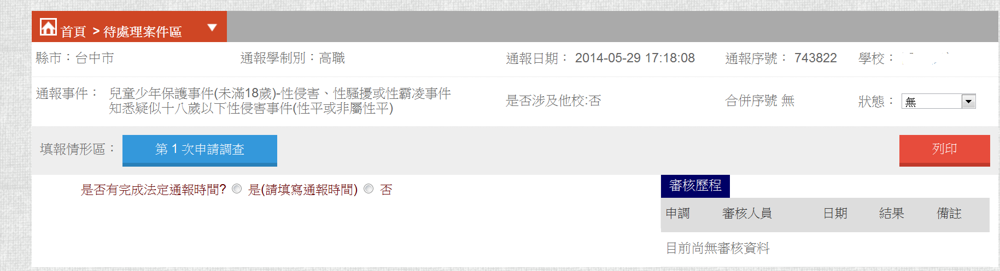 首頁 > 待處理案件區
縣市：台中市 通報學制別：高職 通報日期： 2014-05-29 17:18:08 通報序號： 743822 學校：
通報事件： 兒童少年保護事件(未滿18歲)-性侵害、性騷擾或性霸凌事件
知悉疑似十八歲以下性侵害事件(性平或非屬性平)
是否涉及他校:否 合併序號 無 狀態： 無
填報情形區： 第 1 次申請調查 列印
是否有完成法定通報時間? 是(請填寫通報時間) 否
審核歷程
申調 審核人員 日期 結果 備註
目前尚無審核資料